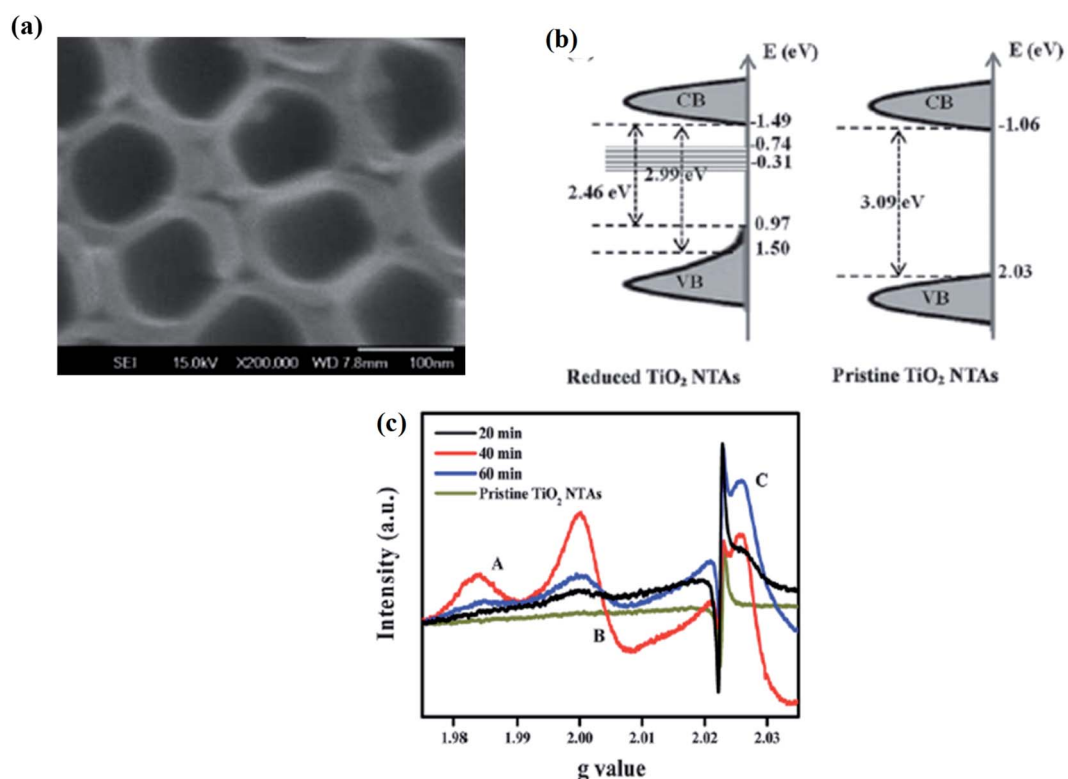 (a)
SEI 15.0kV X200,000 WD 7.8mm 100nm
(b)
E (eV)
CB
-1.49
-0.74
-0.31
2.99 eV
2.46 eV
0.97
1.50
VB
Reduced TiO₂ NTAs
E (eV)
CB
-1.06
3.09 eV
2.03
VB
Pristine TiO₂ NTAs
(c)
20 min
40 min
60 min
Pristine TiO₂ NTAs
A
B
C
Intensity (a.u.)
1.98 1.99 2.00 2.01 2.02 2.03
g value